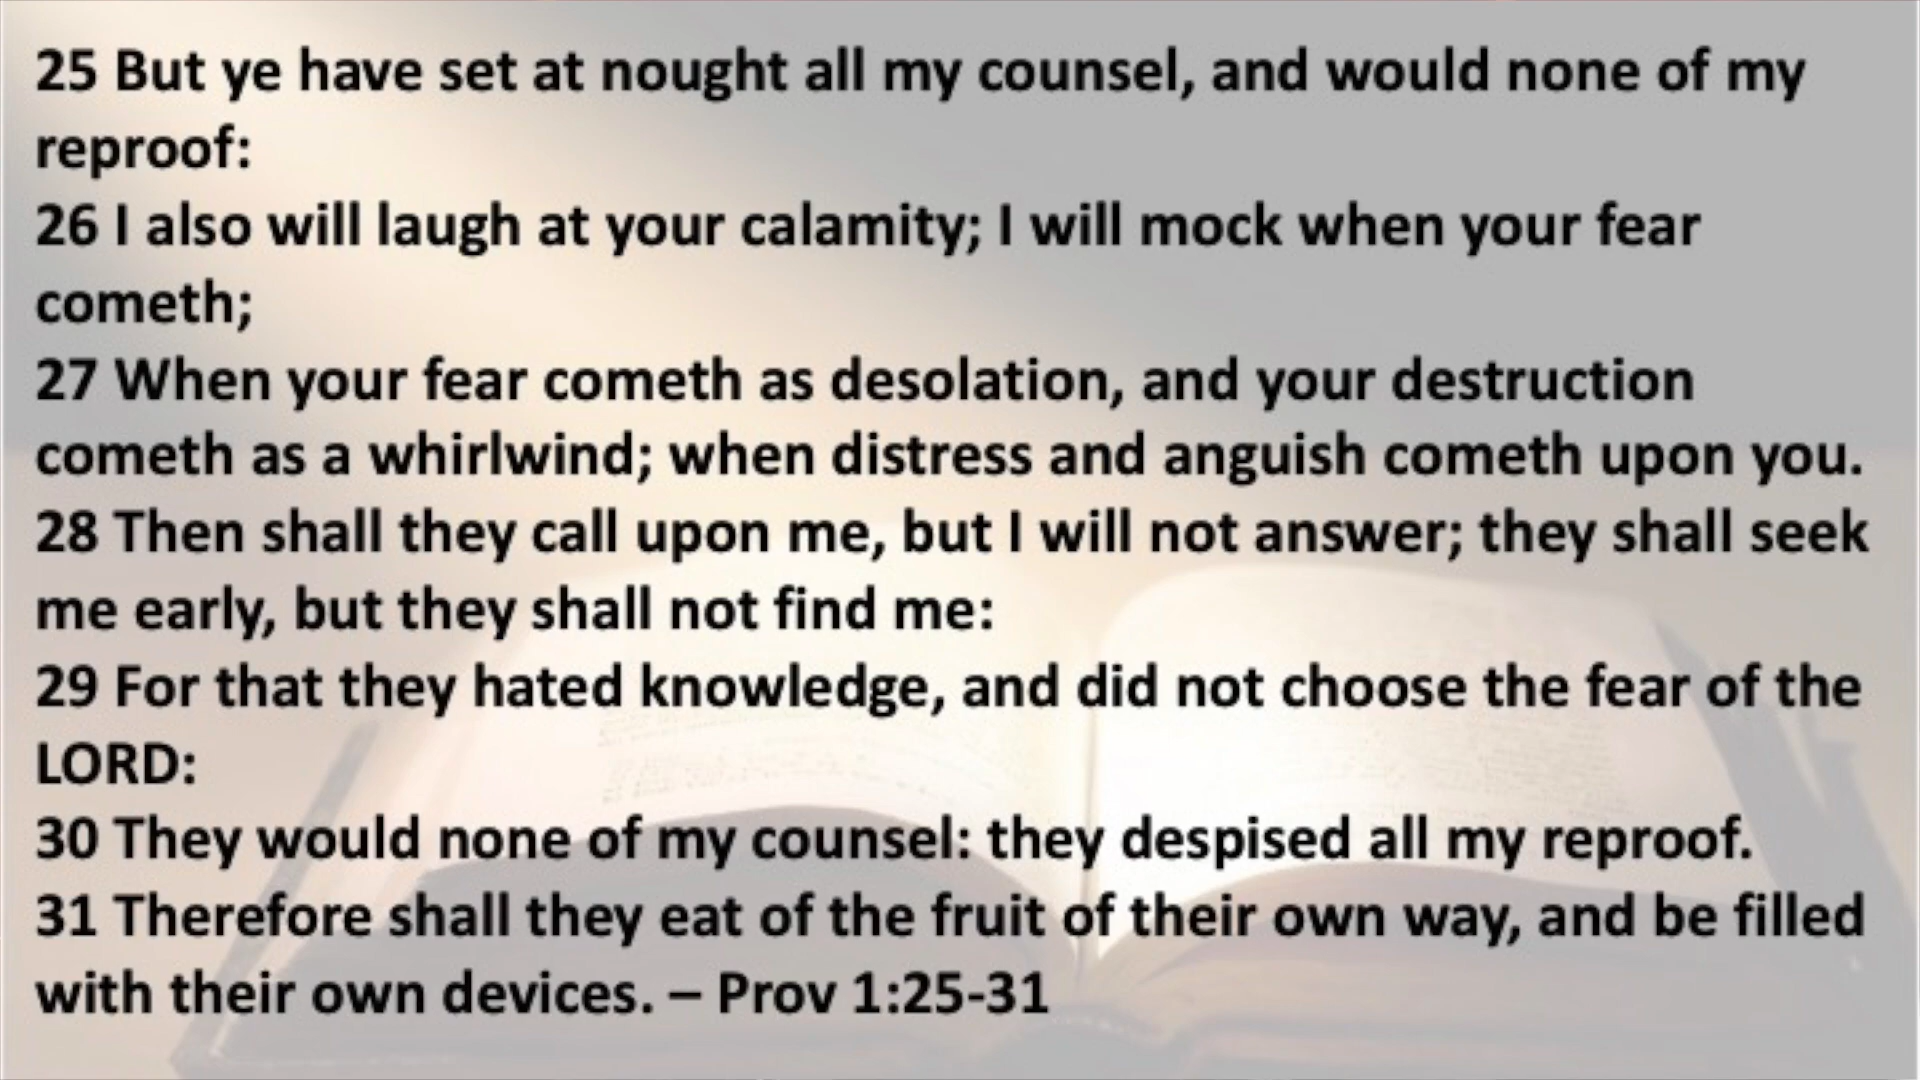 25 But ye have set at nought all my counsel, and would none of my
reproof:
26 I also will laugh at your calamity; I will mock when your fear
cometh;
27 When your fear cometh as desolation, and your destruction
cometh as a whirlwind; when distress and anguish cometh upon you.
28 Then shall they call upon me, but I will not answer; they shall seek
me early, but they shall not find me:
29 For that they hated knowledge, and did not choose the fear of the
LORD:
30 They would none of my counsel: they despised all my reproof.
31 Therefore shall they eat of the fruit of their own way, and be filled
with their own devices. – Prov 1:25-31